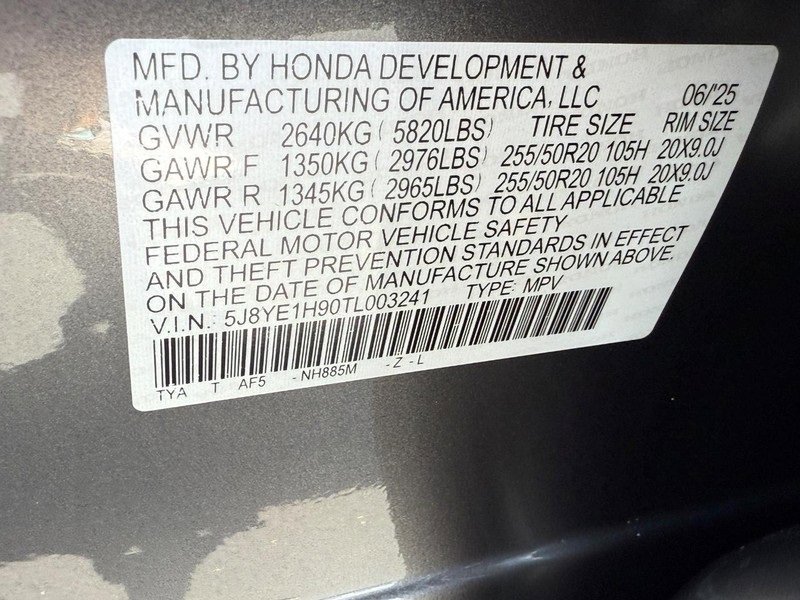 MFD. BY HONDA DEVELOPMENT &
MANUFACTURING OF AMERICA, LLC 06/'25
GVWR 2640KG ( 5820LBS) TIRE SIZE RIM SIZE
GAWR F 1350KG ( 2976LBS) 255/50R20 105H 20X9.0J
GAWR R 1345KG ( 2965LBS) 255/50R20 105H 20X9.0J
THIS VEHICLE CONFORMS TO ALL APPLICABLE
FEDERAL MOTOR VEHICLE SAFETY
AND THEFT PREVENTION STANDARDS IN EFFECT
ON THE DATE OF MANUFACTURE SHOWN ABOVE.
V.I.N.: 5J8YE1H90TL003241 TYPE: MPV
TYA T AF5 - NH885M - Z - L